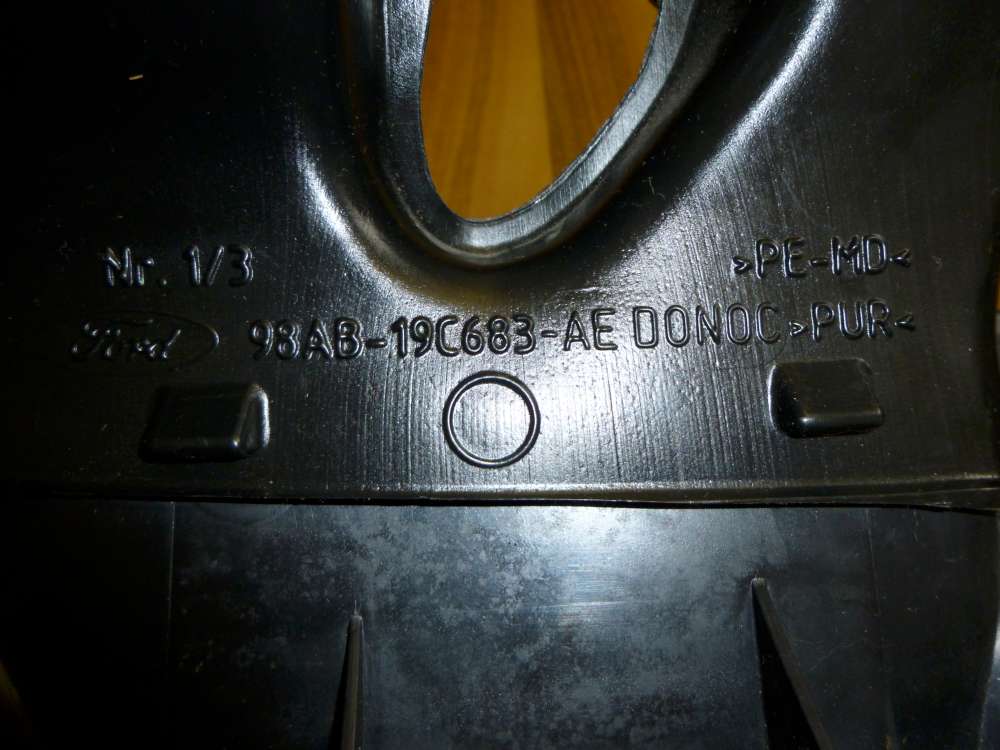 Nr. 1/3
>PE-MD<
Ford 98AB-19C683-AE DONOC >PUR<